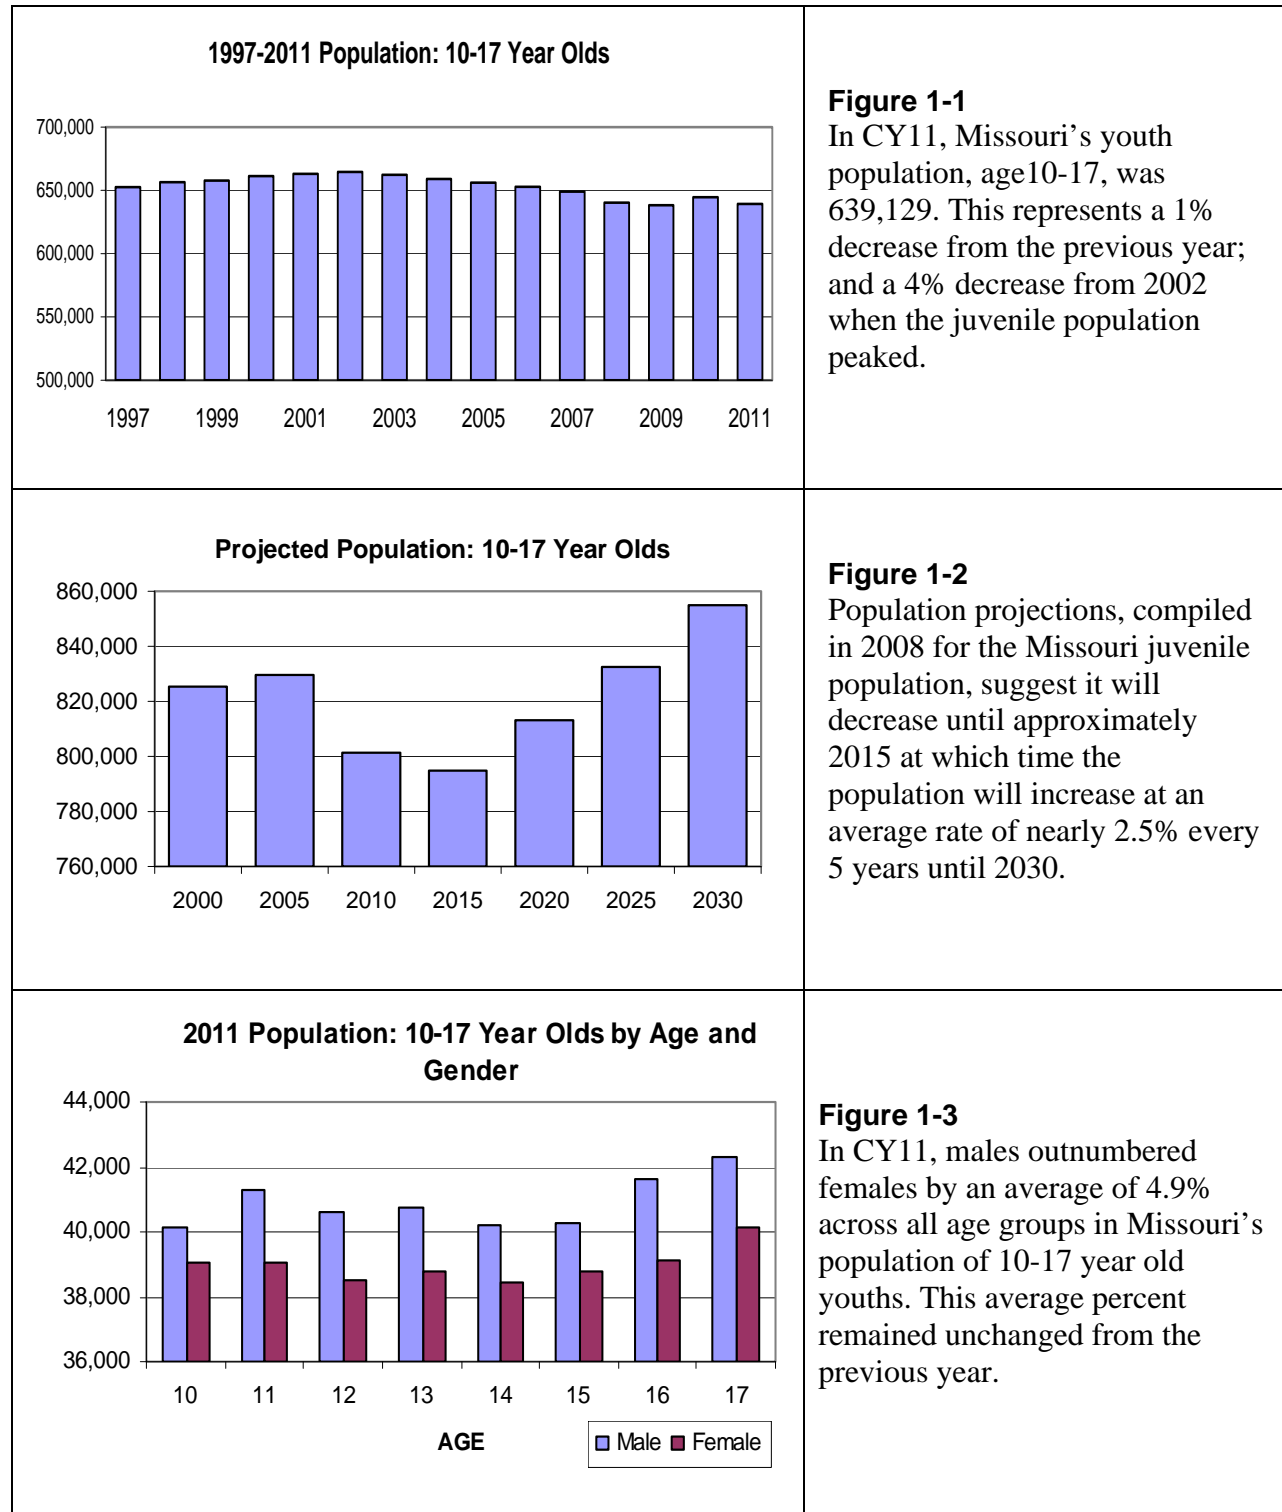 1997-2011 Population: 10-17 Year Olds
700,000
650,000
600,000
550,000
500,000
1997 1999 2001 2003 2005 2007 2009 2011
Figure 1-1
In CY11, Missouri’s youth
population, age10-17, was
639,129. This represents a 1%
decrease from the previous year;
and a 4% decrease from 2002
when the juvenile population
peaked.
Projected Population: 10-17 Year Olds
860,000
840,000
820,000
800,000
780,000
760,000
2000 2005 2010 2015 2020 2025 2030
Figure 1-2
Population projections, compiled
in 2008 for the Missouri juvenile
population, suggest it will
decrease until approximately
2015 at which time the
population will increase at an
average rate of nearly 2.5% every
5 years until 2030.
2011 Population: 10-17 Year Olds by Age and
Gender
44,000
42,000
40,000
38,000
36,000
10 11 12 13 14 15 16 17
AGE
Male Female
Figure 1-3
In CY11, males outnumbered
females by an average of 4.9%
across all age groups in Missouri’s
population of 10-17 year old
youths. This average percent
remained unchanged from the
previous year.